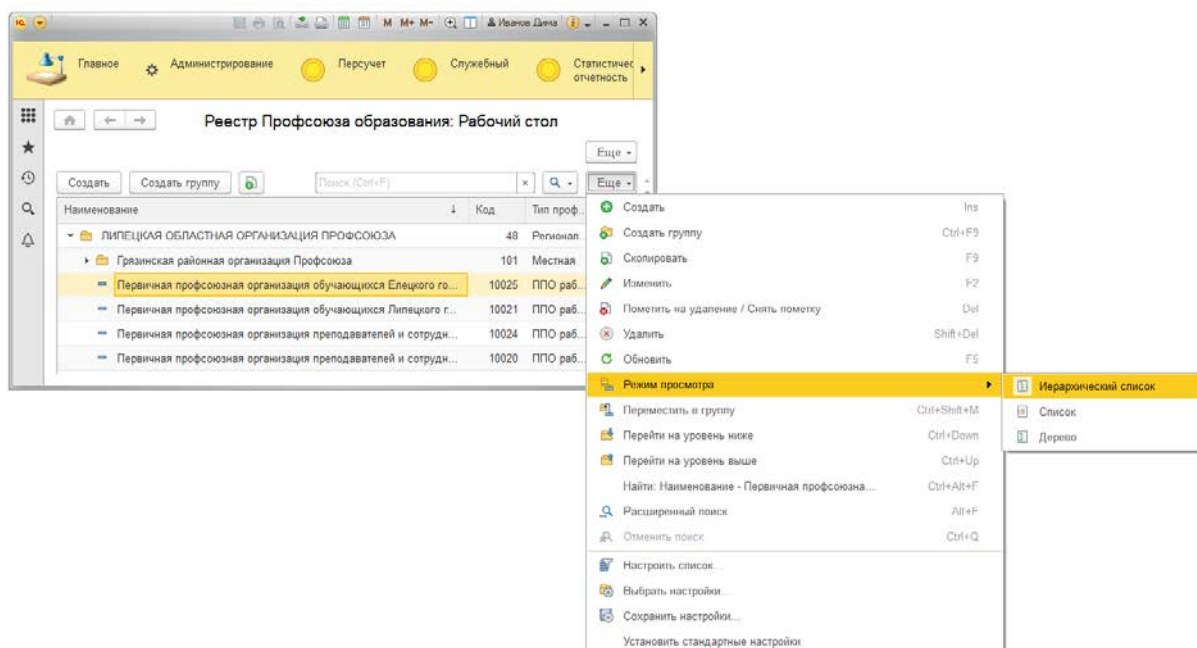 M M+ M- Иванов Дима
Главное Администрирование Персучет Служебный Статистичес
отчетность
Реестр Профсоюза образования: Рабочий стол
Еще
Создать Создать группу Поиск (Ctrl+F) × Еще
Наименование ↓ Код Тип проф...
ЛИПЕЦКАЯ ОБЛАСТНАЯ ОРГАНИЗАЦИЯ ПРОФСОЮЗА 48 Регионал...
Грязинская районная организация Профсоюза 101 Местная
Первичная профсоюзная организация обучающихся Елецкого го... 10025 ППО раб...
Первичная профсоюзная организация обучающихся Липецкого г... 10021 ППО раб...
Первичная профсоюзная организация преподавателей и сотрудн... 10024 ППО раб...
Первичная профсоюзная организация преподавателей и сотрудн... 10020 ППО раб...
Создать Ins
Создать группу Ctrl+F9
Скопировать F9
Изменить F2
Пометить на удаление / Снять пометку Del
Удалить Shift+Del
Обновить F5
Режим просмотра
Иерархический список
Список
Дерево
Переместить в группу Ctrl+Shift+M
Перейти на уровень ниже Ctrl+Down
Перейти на уровень выше Ctrl+Up
Найти: Наименование - Первичная профсоюзна... Ctrl+Alt+F
Расширенный поиск Alt+F
Отменить поиск Ctrl+Q
Настроить список...
Выбрать настройки...
Сохранить настройки...
Установить стандартные настройки